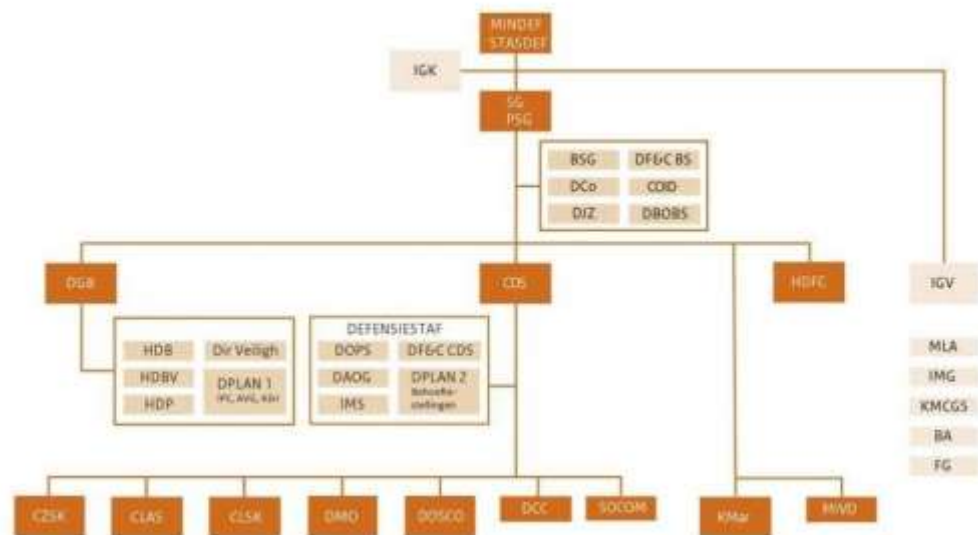 MINDEF
STASDEF
IGK
SG
PSG
BSG DF&C BS
DCo COID
DJZ DBOBS
DGB
CDS
HDFC
IGV
DEFENSIESTAF
HDB Dir Veiligh
HDBV DPLAN 1
HDP
DOPS DF&C CDS
DAOG DPLAN 2
Behoefte-
stellingen
IMS
MLA
IMG
KMCGS
BA
FG
CZSK
CLAS
CLSK
DMO
DOSCO
DCC
SOCOM
KMar
MIVD